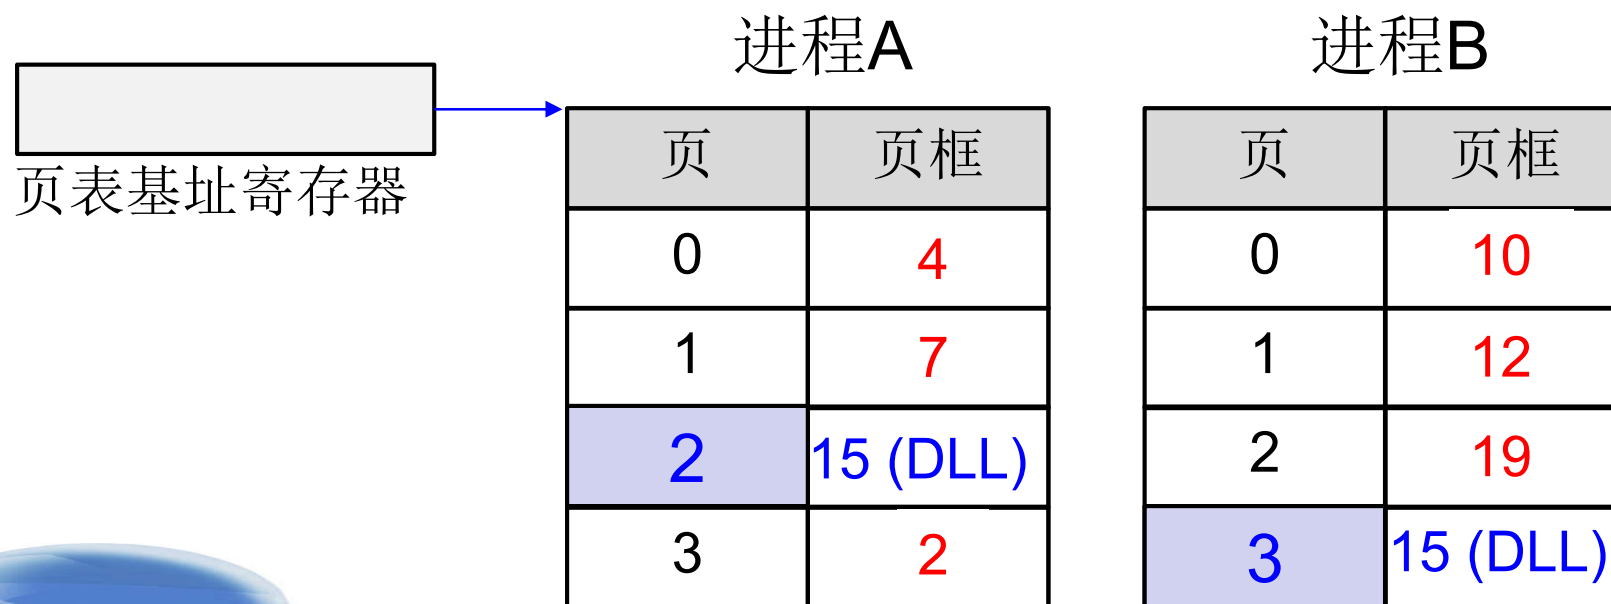 进程A
进程B
页表基址寄存器
页 页框
0 4
1 7
2 15 (DLL)
3 2
页 页框
0 10
1 12
2 19
3 15 (DLL)